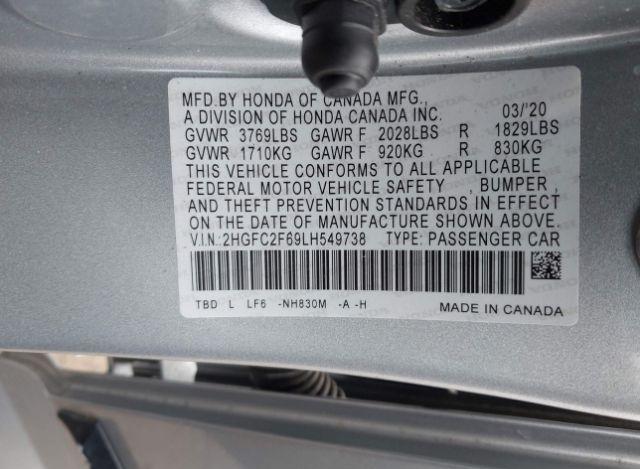 MFD.BY HONDA OF CANADA MFG.,
A DIVISION OF HONDA CANADA INC. 03/'20
GVWR 3769LBS GAWR F 2028LBS R 1829LBS
GVWR 1710KG GAWR F 920KG R 830KG
THIS VEHICLE CONFORMS TO ALL APPLICABLE
FEDERAL MOTOR VEHICLE SAFETY , BUMPER ,
AND THEFT PREVENTION STANDARDS IN EFFECT
ON THE DATE OF MANUFACTURE SHOWN ABOVE.
V.I.N.:2HGFC2F69LH549738 TYPE: PASSENGER CAR
TBD L LF6 -NH830M -A -H MADE IN CANADA